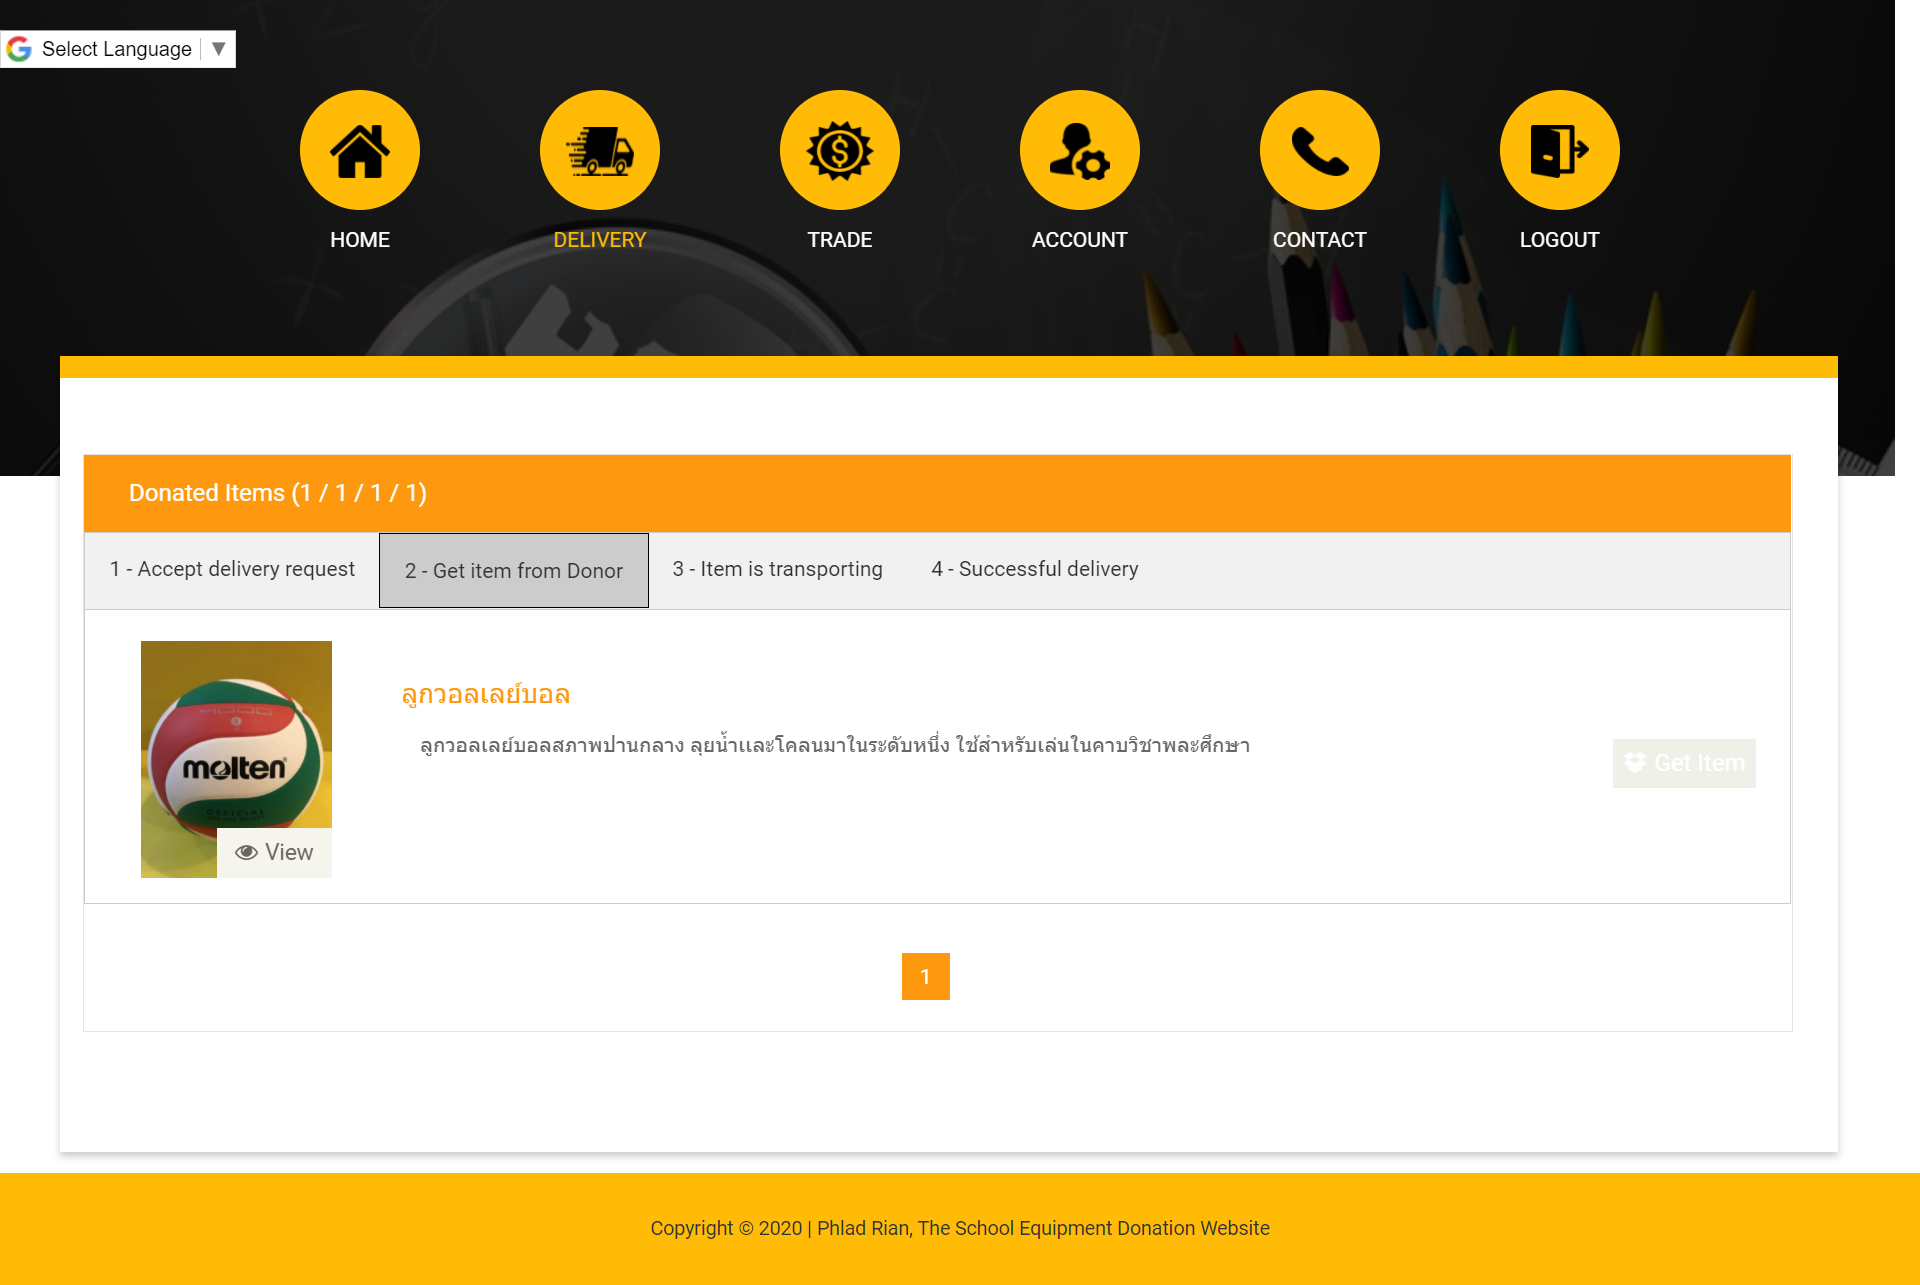 Select Language ▼
HOME
DELIVERY
TRADE
ACCOUNT
CONTACT
LOGOUT
Donated Items (1 / 1 / 1 / 1)
1 - Accept delivery request
2 - Get item from Donor
3 - Item is transporting
4 - Successful delivery
4000
molten
OFFICIAL
View
ลูกวอลเลย์บอล
ลูกวอลเลย์บอลสภาพปานกลาง ลุยน้ำและโคลนมาในระดับหนึ่ง ใช้สำหรับเล่นในคาบวิชาพละศึกษา
Get Item
1
Copyright © 2020 | Phlad Rian, The School Equipment Donation Website